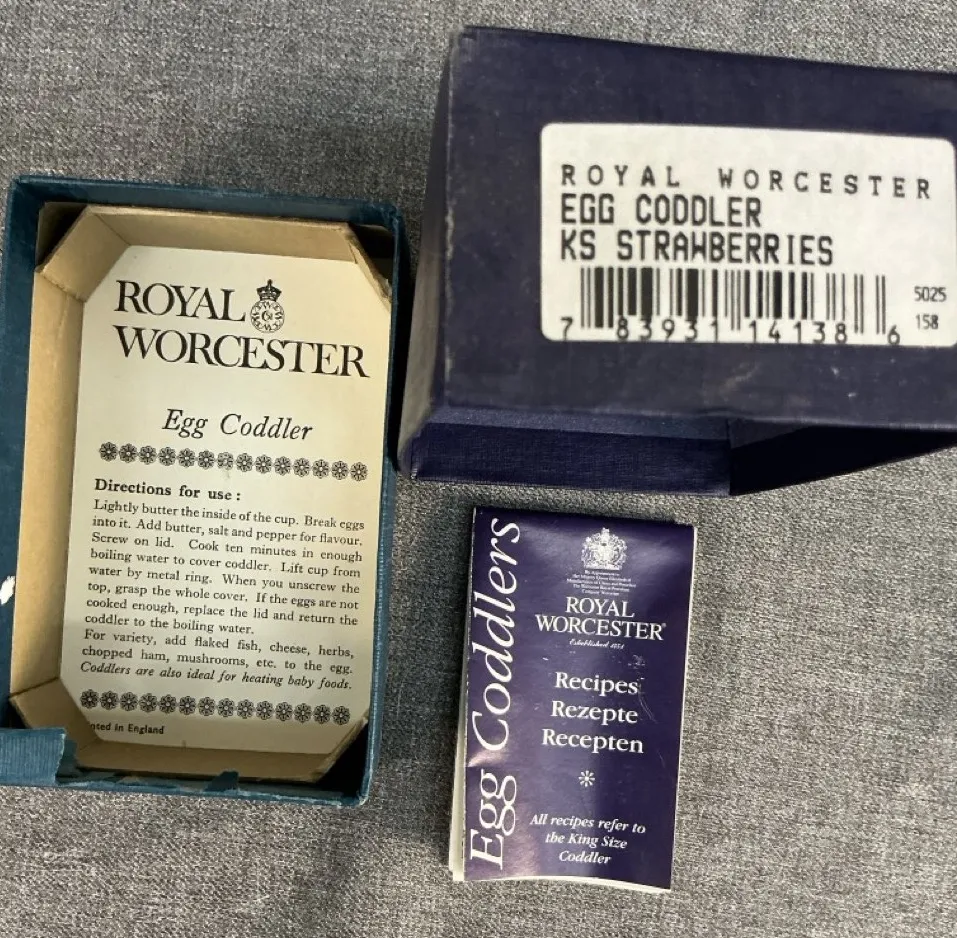 ROYAL WORCESTER
EGG CODDLER
KS STRAWBERRIES
5025
158
7 83931 14138 6
ROYAL
WORCESTER
Egg Coddler
Directions for use :
Lightly butter the inside of the cup. Break eggs
into it. Add butter, salt and pepper for flavour.
Screw on lid. Cook ten minutes in enough
boiling water to cover coddler. Lift cup from
water by metal ring. When you unscrew the
top, grasp the whole cover. If the eggs are not
cooked enough, replace the lid and return the
coddler to the boiling water.
For variety, add flaked fish, cheese, herbs,
chopped ham, mushrooms, etc. to the egg.
Coddlers are also ideal for heating baby foods.
in England
Egg Coddlers
ROYAL
WORCESTER®
Established 1751
Recipes
Rezepte
Recepten
All recipes refer to
the King Size
Coddler